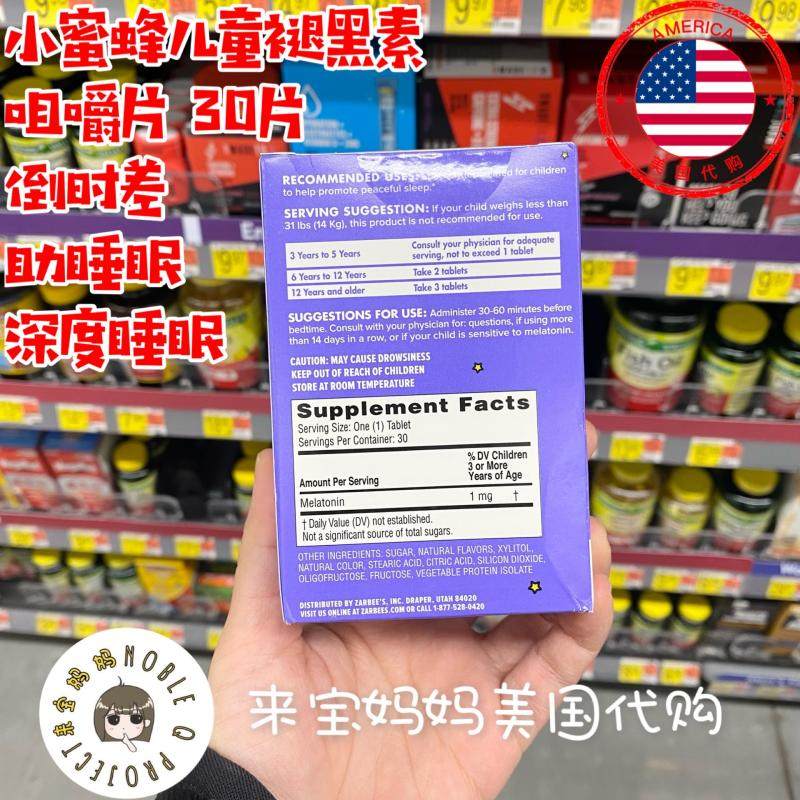 小蜜蜂儿童褪黑素
咀嚼片 30片
倒时差
助睡眠
深度睡眠
AMERICA
美国代购
RECOMMENDED USES:
for children
to help promote peaceful sleep.*
SERVING SUGGESTION: If your child weighs less than
31 lbs (14 Kg), this product is not recommended for use.
3 Years to 5 Years Consult your physician for adequate
serving, not to exceed 1 tablet
6 Years to 12 Years Take 2 tablets
12 Years and older Take 3 tablets
SUGGESTIONS FOR USE: Administer 30-60 minutes before
bedtime. Consult with your physician for: questions, if using more
than 14 days in a row, or if your child is sensitive to melatonin.
CAUTION: MAY CAUSE DROWSINESS
KEEP OUT OF REACH OF CHILDREN
STORE AT ROOM TEMPERATURE
Supplement Facts
Serving Size: One (1) Tablet
Servings Per Container: 30
Amount Per Serving
% DV Children
3 or More
Years of Age
Melatonin 1 mg †
† Daily Value (DV) not established.
Not a significant source of total sugars.
OTHER INGREDIENTS: SUGAR, NATURAL FLAVORS, XYLITOL,
NATURAL COLOR, STEARIC ACID, CITRIC ACID, SILICON DIOXIDE,
OLIGOFRUCTOSE, FRUCTOSE, VEGETABLE PROTEIN ISOLATE
DISTRIBUTED BY ZARBEE'S, INC. DRAPER, UTAH 84020
VISIT US ONLINE AT ZARBEES.COM OR CALL 1-877-528-0420
Fish Oil
来宝妈妈 NOBLE Q PROJECT
来宝妈妈美国代购